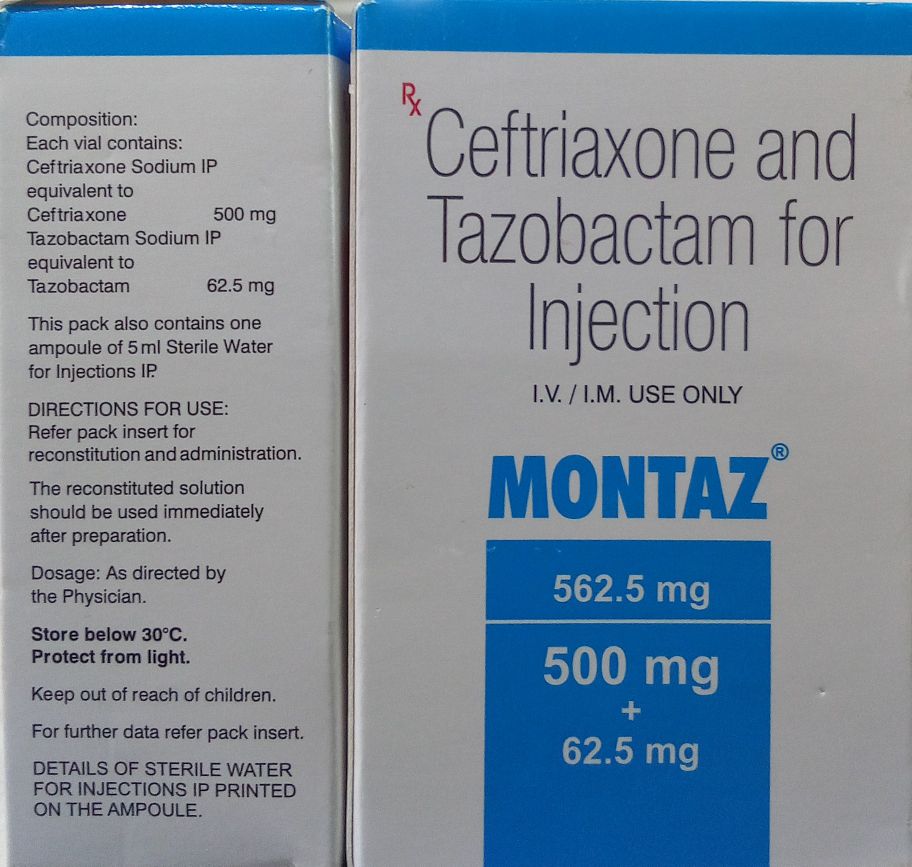 Composition:
Each vial contains:
Ceftriaxone Sodium IP
equivalent to
Ceftriaxone 500 mg
Tazobactam Sodium IP
equivalent to
Tazobactam 62.5 mg
This pack also contains one
ampoule of 5 ml Sterile Water
for Injections IP.
DIRECTIONS FOR USE:
Refer pack insert for
reconstitution and administration.
The reconstituted solution
should be used immediately
after preparation.
Dosage: As directed by
the Physician.
Store below 30°C.
Protect from light.
Keep out of reach of children.
For further data refer pack insert.
DETAILS OF STERILE WATER
FOR INJECTIONS IP PRINTED
ON THE AMPOULE.
Rx
Ceftriaxone and
Tazobactam for
Injection
I.V. / I.M. USE ONLY
MONTAZ®
562.5 mg
500 mg
+
62.5 mg